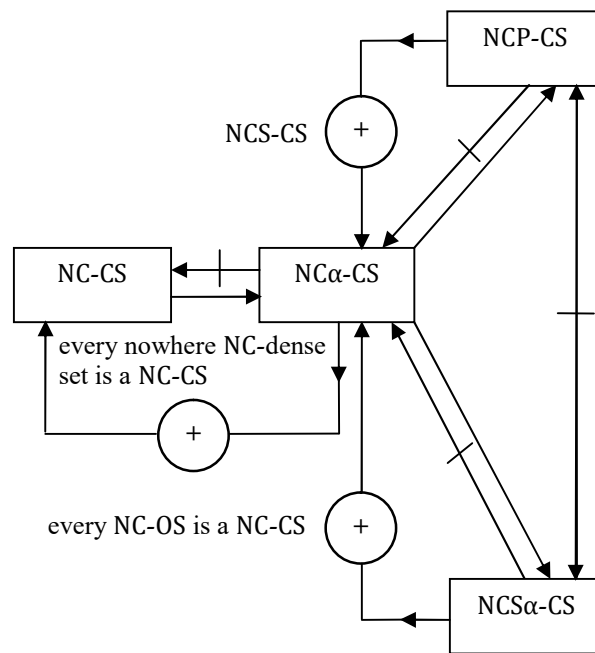 NCP-CS
+
NCS-CS
NC-CS
NCα-CS
every nowhere NC-dense
set is a NC-CS
+
every NC-OS is a NC-CS
+
NCSα-CS